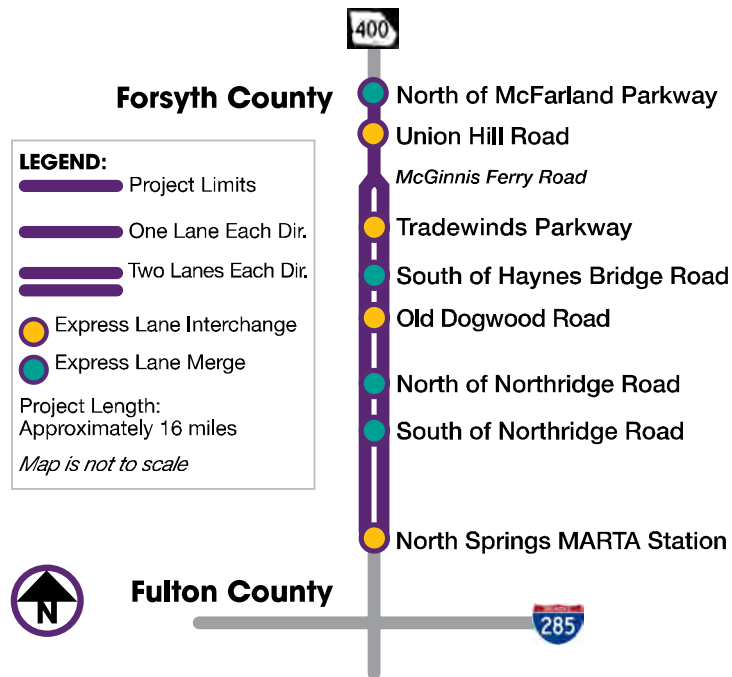 400
Forsyth County
North of McFarland Parkway
Union Hill Road
McGinnis Ferry Road
LEGEND:
Project Limits
One Lane Each Dir.
Two Lanes Each Dir.
Express Lane Interchange
Express Lane Merge
Project Length:
Approximately 16 miles
Map is not to scale
Tradewinds Parkway
South of Haynes Bridge Road
Old Dogwood Road
North of Northridge Road
South of Northridge Road
North Springs MARTA Station
N
Fulton County
285